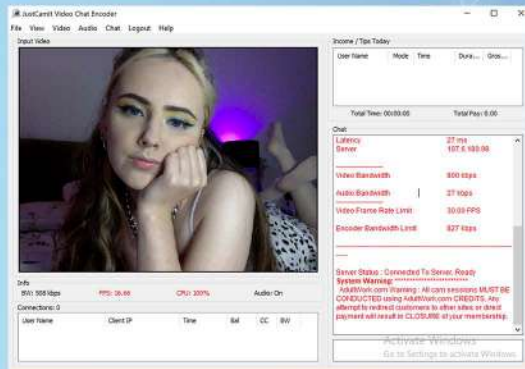 JustCamIt Video Chat Encoder
File View Video Audio Chat Logout Help
Input Video
Info
BW: 508 kbps FPS: 16.66 CPU: 100% Audio: On
Connections: 0
User Name Client IP Time Bal CC BW
Income / Tips Today
User Name Mode Time Dura... Gros...
Total Time: 00:00:00 Total Pay: 0.00
Chat
Latency 27 ms
Server
Video Bandwidth 800 kbps
Audio Bandwidth 27 kbps
Video Frame Rate Limit 30.00 FPS
Encoder Bandwidth Limit 827 kbps
Server Status : Connected To Server. Ready
System Warning: ***********************
AdultWork.com Warning : All cam sessions MUST BE
CONDUCTED using AdultWork.com CREDITS. Any
attempt to redirect customers to other sites or direct
payment will result in CLOSURE of your membership.
Activate Windows
Go to Settings to activate Windows.